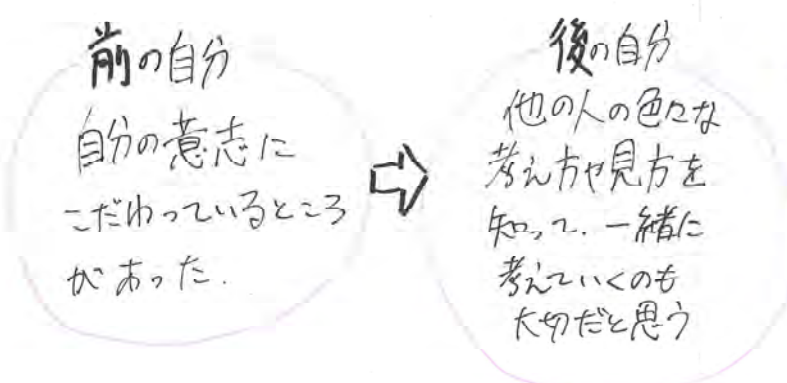 前の自分
自分の意志に
こだわっているところ
があった.
後の自分
他の人の色々な
考え方や見方を
知って、一緒に
考えていくのも
大切だと思う